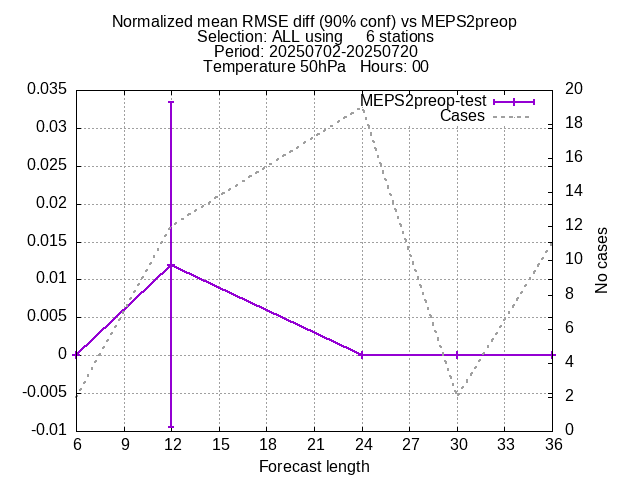 Normalized mean RMSE diff (90% conf) vs MEPS2preop
Selection: ALL using 6 stations
Period: 20250702-20250720
Temperature 50hPa Hours: 00
MEPS2preop-test
Cases
0.035
0.03
0.025
0.02
0.015
0.01
0.005
0
-0.005
-0.01
20
18
16
14
12
10
8
6
4
2
0
No cases
6 9 12 15 18 21 24 27 30 33 36
Forecast length